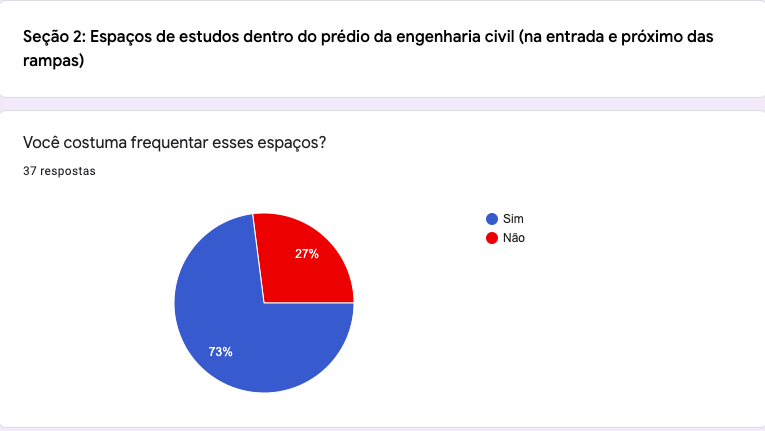 Seção 2: Espaços de estudos dentro do prédio da engenharia civil (na entrada e próximo das
rampas)
Você costuma frequentar esses espaços?
37 respostas
Sim
Não
27%
73%